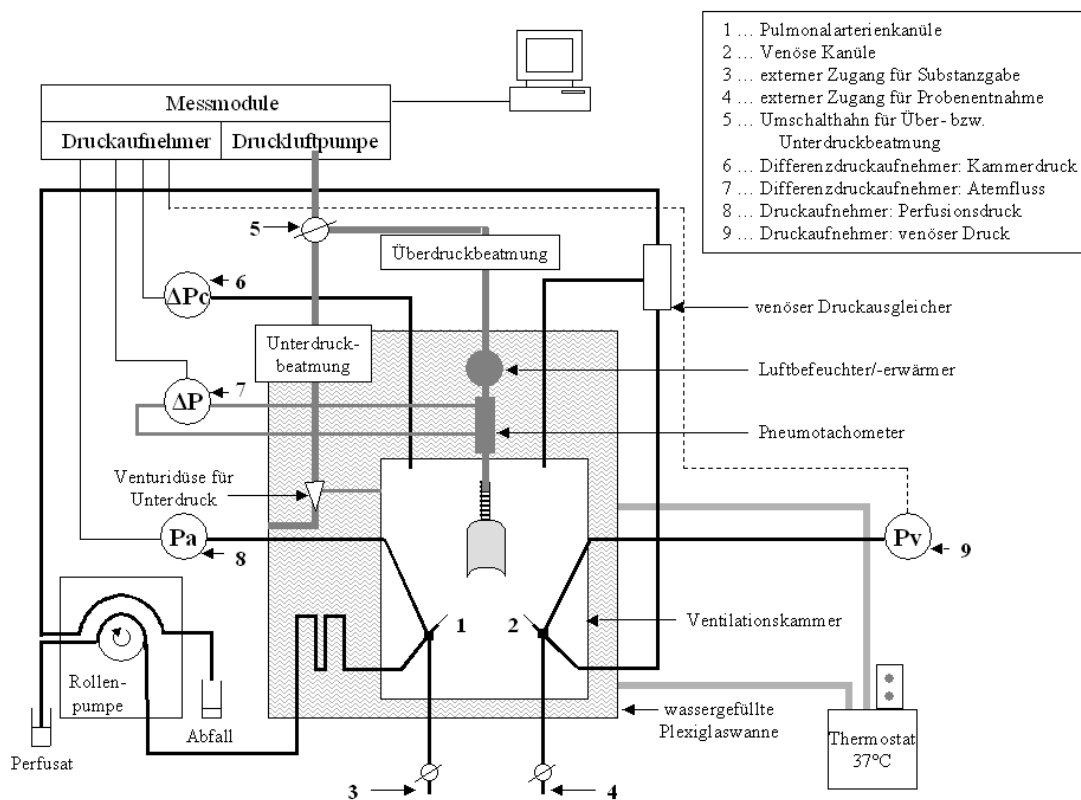 1 ... Pulmonalarterienkanüle
2 ... Venöse Kanüle
3 ... externer Zugang für Substanzgabe
4 ... externer Zugang für Probenentnahme
5 ... Umschalthahn für Über- bzw.
Unterdruckbeatmung
6 ... Differenzdruckaufnehmer: Kammerdruck
7 ... Differenzdruckaufnehmer: Atemfluss
8 ... Druckaufnehmer: Perfusionsdruck
9 ... Druckaufnehmer: venöser Druck
Messmodule
Druckaufnehmer
Druckluftpumpe
5
Überdruckbeatmung
6
ΔPc
venöser Druckausgleicher
Unterdruck-
beatmung
Luftbefeuchter/-erwärmer
7
ΔP
Pneumotachometer
Venturidüse für
Unterdruck
Pa
8
Pv
9
1
2
Ventilationskammer
Rollen-
pumpe
Abfall
Perfusat
wassergefüllte
Plexiglaswanne
Thermostat
37°C
3
4